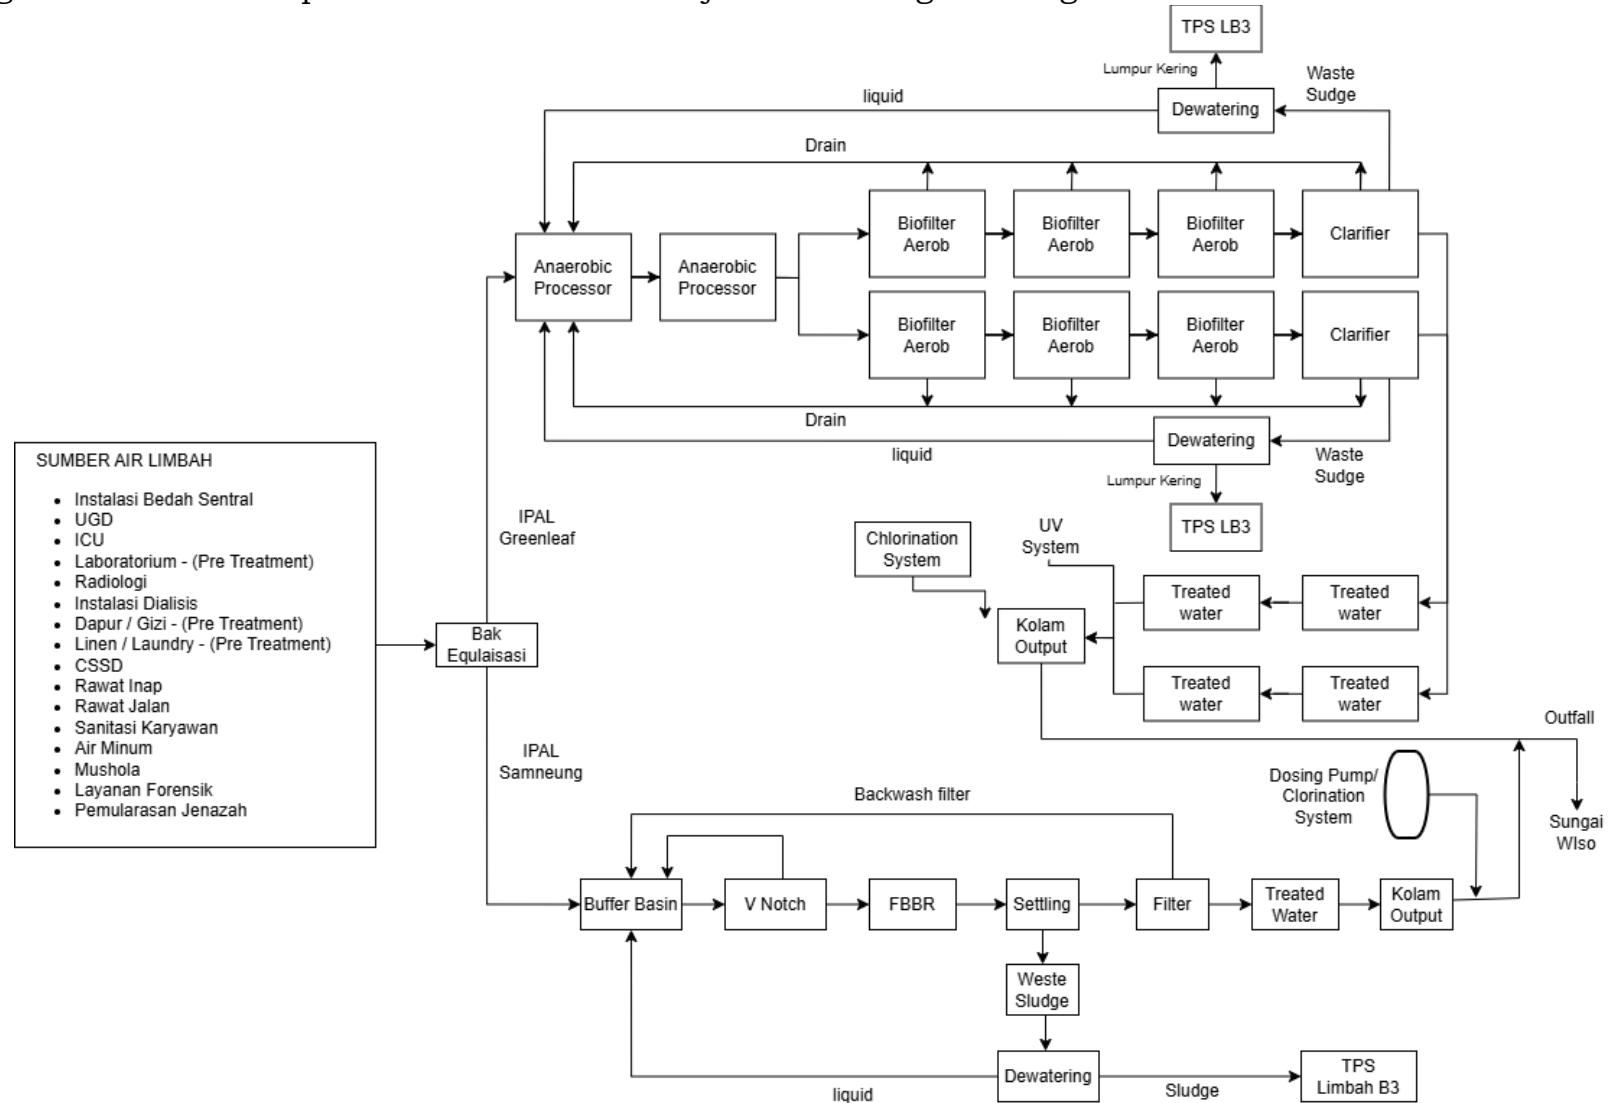 TPS LB3
Lumpur Kering
Waste
Sudge
liquid
Dewatering
Drain
Biofilter
Aerob
Biofilter
Aerob
Biofilter
Aerob
Clarifier
Anaerobic
Processor
Anaerobic
Processor
Biofilter
Aerob
Biofilter
Aerob
Biofilter
Aerob
Clarifier
Drain
Dewatering
liquid
Waste
Sudge
Lumpur Kering
TPS LB3
SUMBER AIR LIMBAH
Instalasi Bedah Sentral
UGD
ICU
Laboratorium - (Pre Treatment)
Radiologi
Instalasi Dialisis
Dapur / Gizi - (Pre Treatment)
Linen / Laundry - (Pre Treatment)
CSSD
Rawat Inap
Rawat Jalan
Sanitasi Karyawan
Air Minum
Mushola
Layanan Forensik
Pemularasan Jenazah
IPAL
Greenleaf
Bak
Equlaisasi
IPAL
Samneung
Chlorination
System
UV
System
Kolam
Output
Treated
water
Treated
water
Treated
water
Treated
water
Outfall
Dosing Pump/
Clorination
System
Sungai
WIso
Backwash filter
Buffer Basin
V Notch
FBBR
Settling
Filter
Treated
Water
Kolam
Output
Weste
Sludge
Dewatering
liquid
Sludge
TPS
Limbah B3